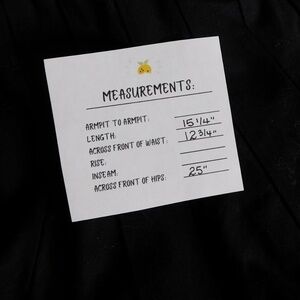 MEASUREMENTS:
ARMPIT TO ARMPIT:
LENGTH: 15 1/4"
ACROSS FRONT OF WAIST: 12 3/4"
RISE:
INSEAM:
ACROSS FRONT OF HIPS: 25"